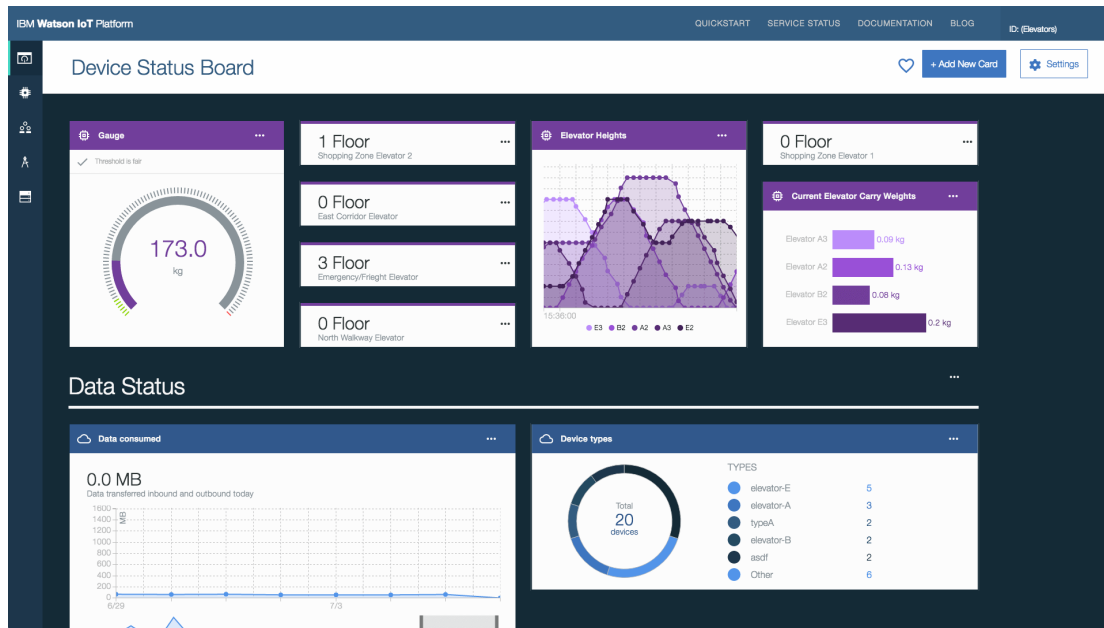 IBM Watson IoT Platform
QUICKSTART
SERVICE STATUS
DOCUMENTATION
BLOG
ID: (Elevators)
Device Status Board
+ Add New Card
Settings
Gauge
Threshold is fair
173.0
kg
1 Floor
Shopping Zone Elevator 2
0 Floor
East Corridor Elevator
3 Floor
Emergency/Frieght Elevator
0 Floor
North Walkway Elevator
Elevator Heights
15:36:00
E3 B2 A2 A3 E2
0 Floor
Shopping Zone Elevator 1
Current Elevator Carry Weights
Elevator A3 0.09 kg
Elevator A2 0.13 kg
Elevator B2 0.08 kg
Elevator E3 0.2 kg
Data Status
Data consumed
0.0 MB
Data transferred inbound and outbound today
MB
1600
1400
1200
1000
800
600
400
200
0
6/29 7/3
Device types
Total
20
devices
TYPES
elevator-E 5
elevator-A 3
typeA 2
elevator-B 2
asdf 2
Other 6